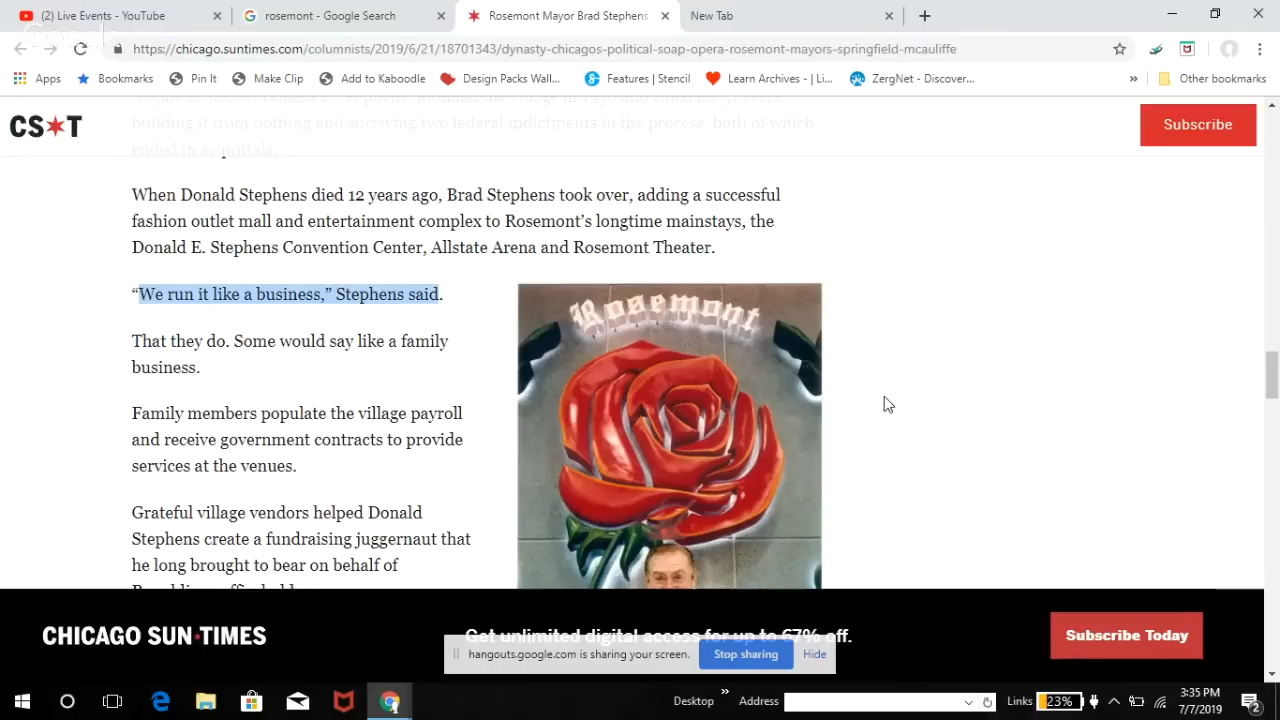 (2) Live Events - YouTube
rosemont - Google Search
Rosemont Mayor Brad Stephens
New Tab
https://chicago.suntimes.com/columnists/2019/6/21/18701343/dynasty-chicagos-political-soap-opera-rosemont-mayors-springfield-mcauliffe
Apps
Bookmarks
Pin It
Make Clip
Add to Kaboodle
Design Packs Wall...
Features | Stencil
Learn Archives - | Li...
ZergNet - Discover...
»
Other bookmarks
CS T
Subscribe
building it from nothing and surviving two federal indictments in the process, both of which
ended in acquittals.
When Donald Stephens died 12 years ago, Brad Stephens took over, adding a successful
fashion outlet mall and entertainment complex to Rosemont’s longtime mainstays, the
Donald E. Stephens Convention Center, Allstate Arena and Rosemont Theater.
“We run it like a business,” Stephens said.
That they do. Some would say like a family
business.
Family members populate the village payroll
and receive government contracts to provide
services at the venues.
Grateful village vendors helped Donald
Stephens create a fundraising juggernaut that
he long brought to bear on behalf of
Rosemont
CHICAGO SUN TIMES
Get unlimited digital access for up to 67% off.
Subscribe Today
hangouts.google.com is sharing your screen.
Stop sharing
Hide
Desktop
»
Address
Links
23%
3:35 PM
7/7/2019
2